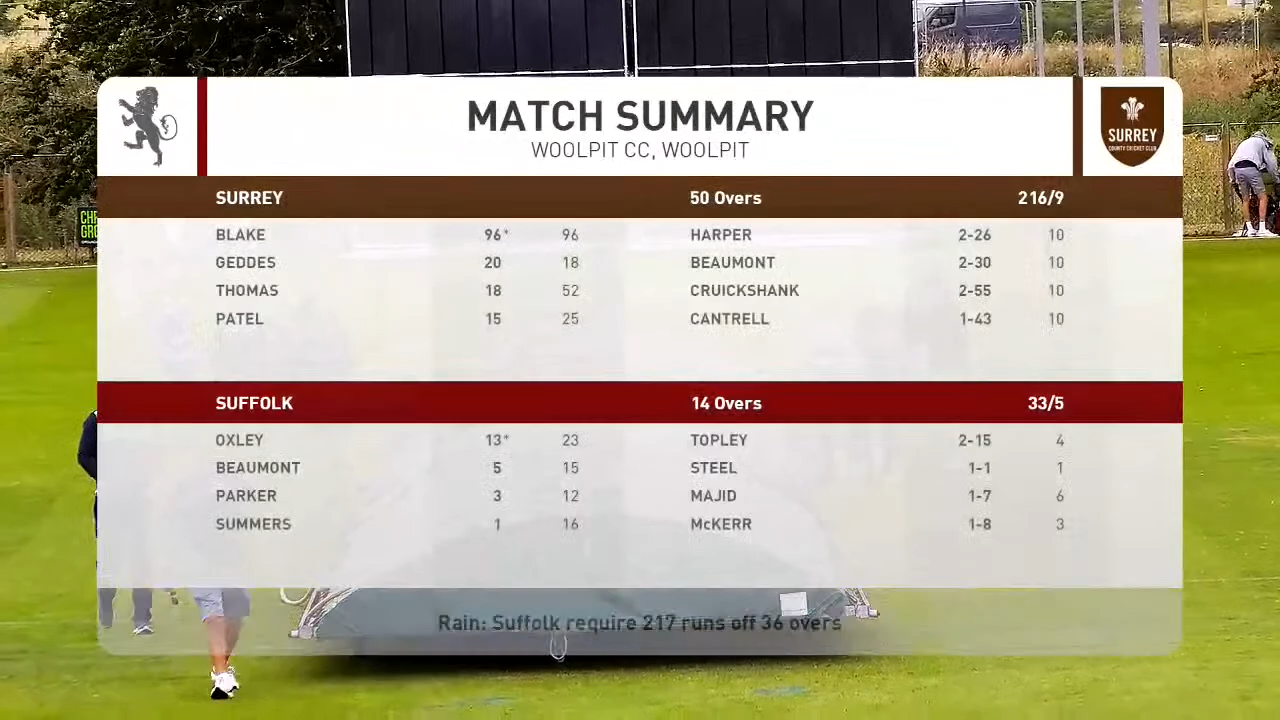 MATCH SUMMARY
WOOLPIT CC, WOOLPIT
SURREY
COUNTY CRICKET CLUB
SURREY 50 Overs 216/9
BLAKE 96* 96 HARPER 2-26 10
GEDDES 20 18 BEAUMONT 2-30 10
THOMAS 18 52 CRUICKSHANK 2-55 10
PATEL 15 25 CANTRELL 1-43 10
SUFFOLK 14 Overs 33/5
OXLEY 13* 23 TOPLEY 2-15 4
BEAUMONT 5 15 STEEL 1-1 1
PARKER 3 12 MAJID 1-7 6
SUMMERS 1 16 McKERR 1-8 3
Rain: Suffolk require 217 runs off 36 overs